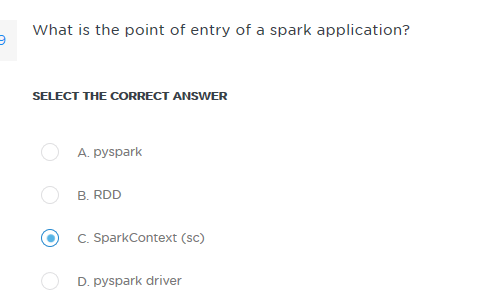 What is the point of entry of a spark application?
9
SELECT THE CORRECT ANSWER
A. pyspark
B. RDD
C. SparkContext (sc)
D. pyspark driver